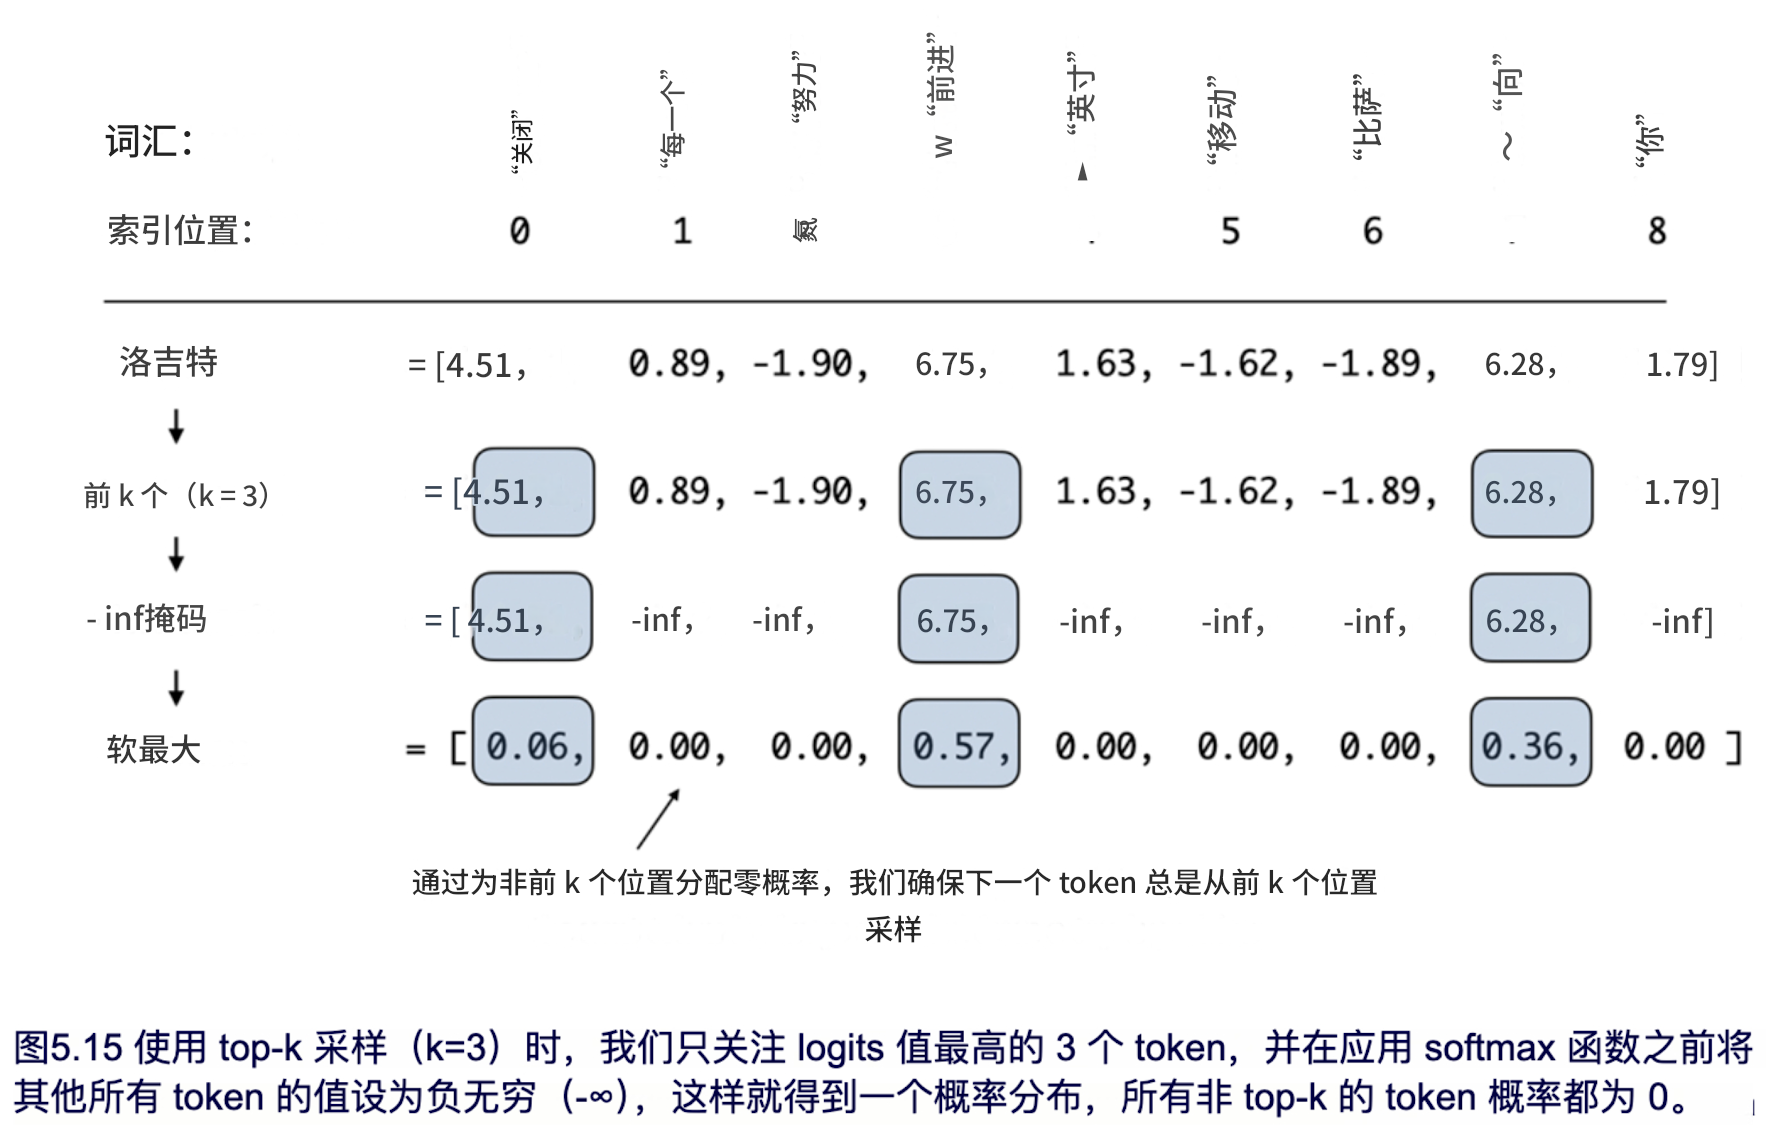 词汇: “关闭” “每一个” “努力” w “前进” “英寸” “移动” “比萨” ~ “向” “你”
索引位置: 0 1 氮 5 6 8
洛吉特 = [4.51, 0.89, -1.90, 6.75, 1.63, -1.62, -1.89, 6.28, 1.79]
前 k 个（k = 3） = [4.51, 0.89, -1.90, 6.75, 1.63, -1.62, -1.89, 6.28, 1.79]
- inf掩码 = [ 4.51, -inf, -inf, 6.75, -inf, -inf, -inf, 6.28, -inf]
软最大 = [ 0.06, 0.00, 0.00, 0.57, 0.00, 0.00, 0.00, 0.36, 0.00 ]
通过为非前 k 个位置分配零概率，我们确保下一个 token 总是从前 k 个位置
采样
图5.15 使用 top-k 采样（k=3）时，我们只关注 logits 值最高的 3 个 token，并在应用 softmax 函数之前将
其他所有 token 的值设为负无穷（-∞），这样就得到一个概率分布，所有非 top-k 的 token 概率都为 0。